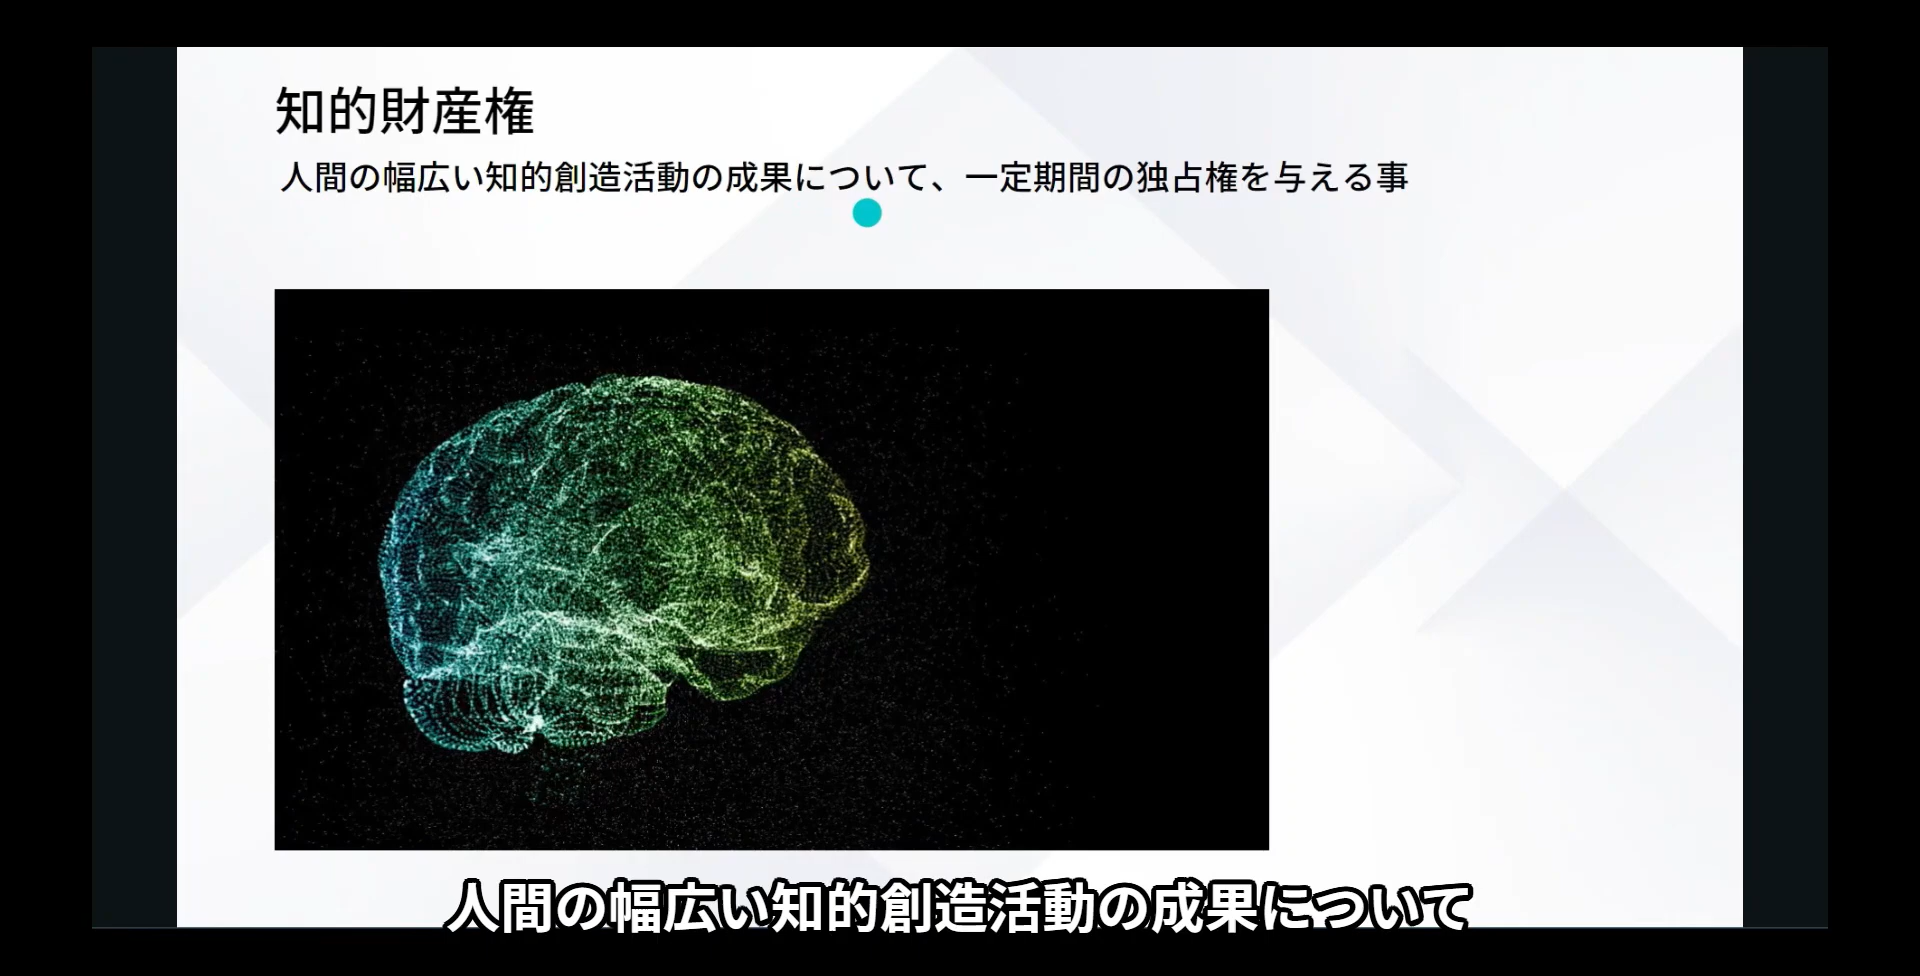 知的財産権
人間の幅広い知的創造活動の成果について、一定期間の独占権を与える事
人間の幅広い知的創造活動の成果について